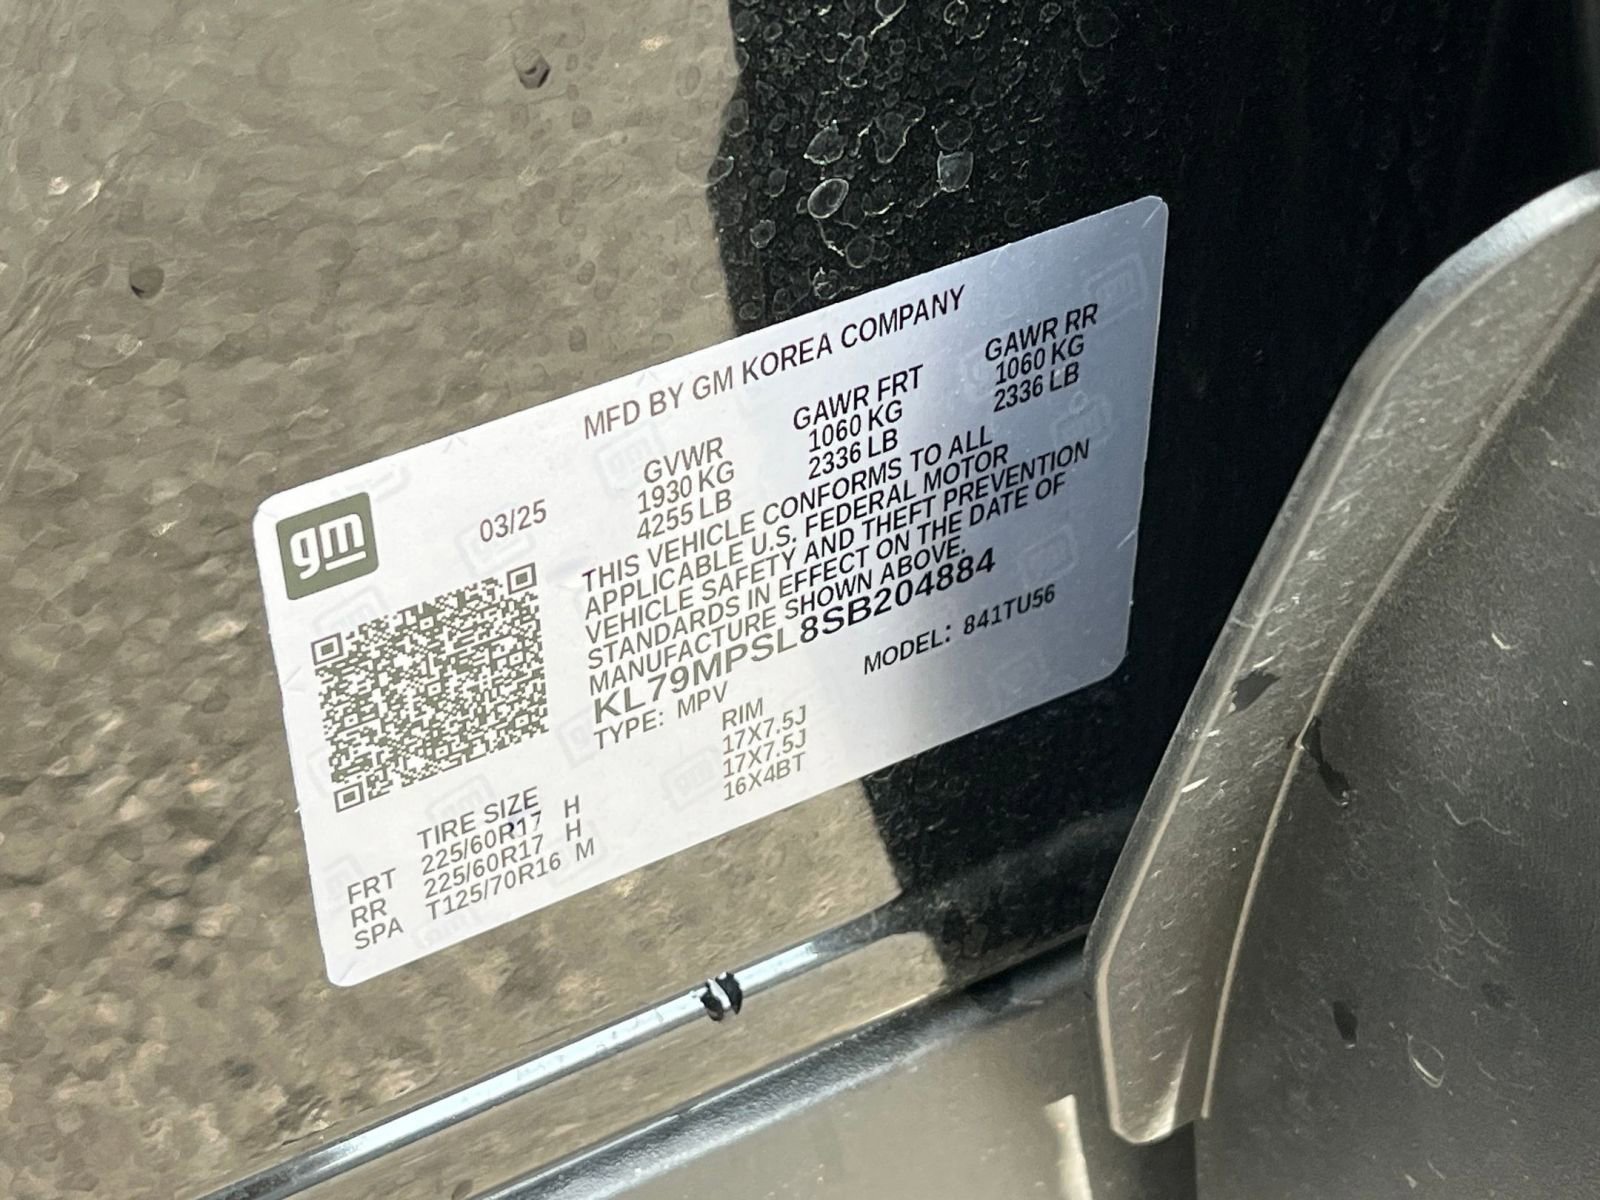 MFD BY GM KOREA COMPANY
gm
03/25
GVWR GAWR FRT GAWR RR
1930 KG 1060 KG 1060 KG
4255 LB 2336 LB 2336 LB
THIS VEHICLE CONFORMS TO ALL
APPLICABLE U.S. FEDERAL MOTOR
VEHICLE SAFETY AND THEFT PREVENTION
STANDARDS IN EFFECT ON THE DATE OF
MANUFACTURE SHOWN ABOVE.
KL79MPSL8SB204884
TYPE: MPV MODEL: 841TU56
TIRE SIZE RIM
FRT 225/60R17 H 17X7.5J
RR 225/60R17 H 17X7.5J
SPA T125/70R16 M 16X4BT